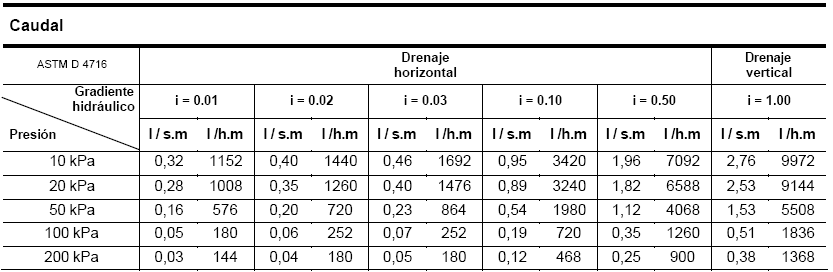 Caudal
ASTM D 4716 Drenaje horizontal Drenaje vertical
Gradiente hidráulico i = 0.01 i = 0.02 i = 0.03 i = 0.10 i = 0.50 i = 1.00
Presión l / s.m l /h.m l / s.m l /h.m l / s.m l /h.m l / s.m l /h.m l / s.m l /h.m l / s.m l /h.m
10 kPa 0,32 1152 0,40 1440 0,46 1692 0,95 3420 1,96 7092 2,76 9972
20 kPa 0,28 1008 0,35 1260 0,40 1476 0,89 3240 1,82 6588 2,53 9144
50 kPa 0,16 576 0,20 720 0,23 864 0,54 1980 1,12 4068 1,53 5508
100 kPa 0,05 180 0,06 252 0,07 252 0,19 720 0,35 1260 0,51 1836
200 kPa 0,03 144 0,04 180 0,05 180 0,12 468 0,25 900 0,38 1368